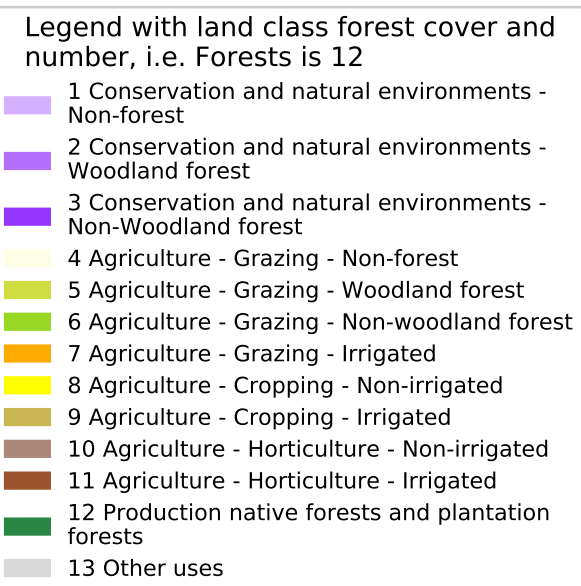 Legend with land class forest cover and
number, i.e. Forests is 12
1 Conservation and natural environments -
Non-forest
2 Conservation and natural environments -
Woodland forest
3 Conservation and natural environments -
Non-Woodland forest
4 Agriculture - Grazing - Non-forest
5 Agriculture - Grazing - Woodland forest
6 Agriculture - Grazing - Non-woodland forest
7 Agriculture - Grazing - Irrigated
8 Agriculture - Cropping - Non-irrigated
9 Agriculture - Cropping - Irrigated
10 Agriculture - Horticulture - Non-irrigated
11 Agriculture - Horticulture - Irrigated
12 Production native forests and plantation
forests
13 Other uses